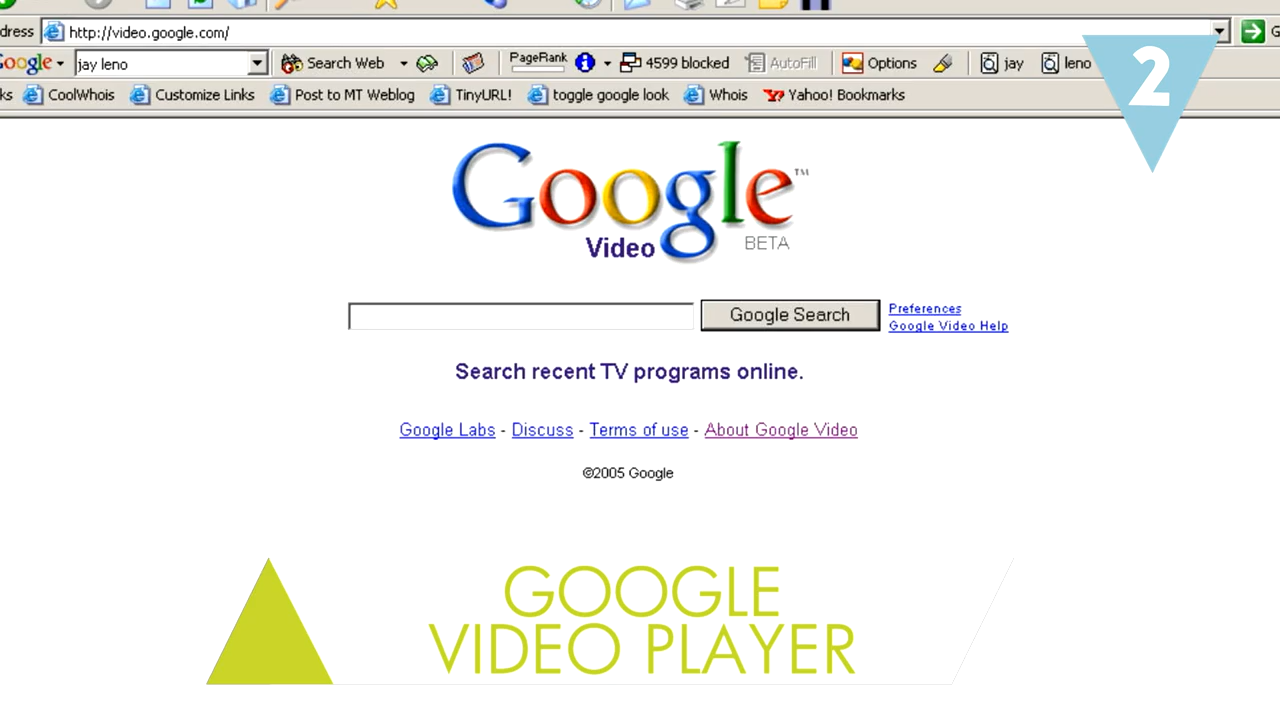 dress http://video.google.com/ G
Google jay leno Search Web PageRank 4599 blocked AutoFill Options jay leno
ks CoolWhois Customize Links Post to MT Weblog TinyURL! toggle google look Whois Yahoo! Bookmarks
2
Google™
Video BETA
Google Search
Preferences
Google Video Help
Search recent TV programs online.
Google Labs - Discuss - Terms of use - About Google Video
©2005 Google
GOOGLE
VIDEO PLAYER